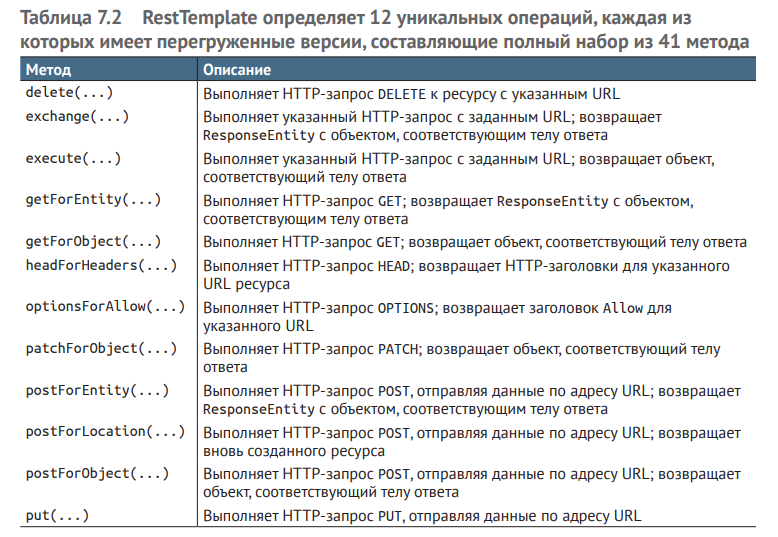 Таблица 7.2 RestTemplate определяет 12 уникальных операций, каждая из
которых имеет перегруженные версии, составляющие полный набор из 41 метода
Метод Описание
delete(...) Выполняет HTTP-запрос DELETE к ресурсу с указанным URL
exchange(...) Выполняет указанный HTTP-запрос с заданным URL; возвращает
ResponseEntity с объектом, соответствующим телу ответа
execute(...) Выполняет указанный HTTP-запрос с заданным URL; возвращает объект,
соответствующий телу ответа
getForEntity(...) Выполняет HTTP-запрос GET; возвращает ResponseEntity с объектом,
соответствующим телу ответа
getForObject(...) Выполняет HTTP-запрос GET; возвращает объект, соответствующий телу ответа
headForHeaders(...) Выполняет HTTP-запрос HEAD; возвращает HTTP-заголовки для указанного
URL ресурса
optionsForAllow(...) Выполняет HTTP-запрос OPTIONS; возвращает заголовок Allow для
указанного URL
patchForObject(...) Выполняет HTTP-запрос PATCH; возвращает объект, соответствующий телу
ответа
postForEntity(...) Выполняет HTTP-запрос POST, отправляя данные по адресу URL; возвращает
ResponseEntity с объектом, соответствующим телу ответа
postForLocation(...) Выполняет HTTP-запрос POST, отправляя данные по адресу URL; возвращает
вновь созданного ресурса
postForObject(...) Выполняет HTTP-запрос POST, отправляя данные по адресу URL; возвращает
объект, соответствующий телу ответа
put(...) Выполняет HTTP-запрос PUT, отправляя данные по адресу URL